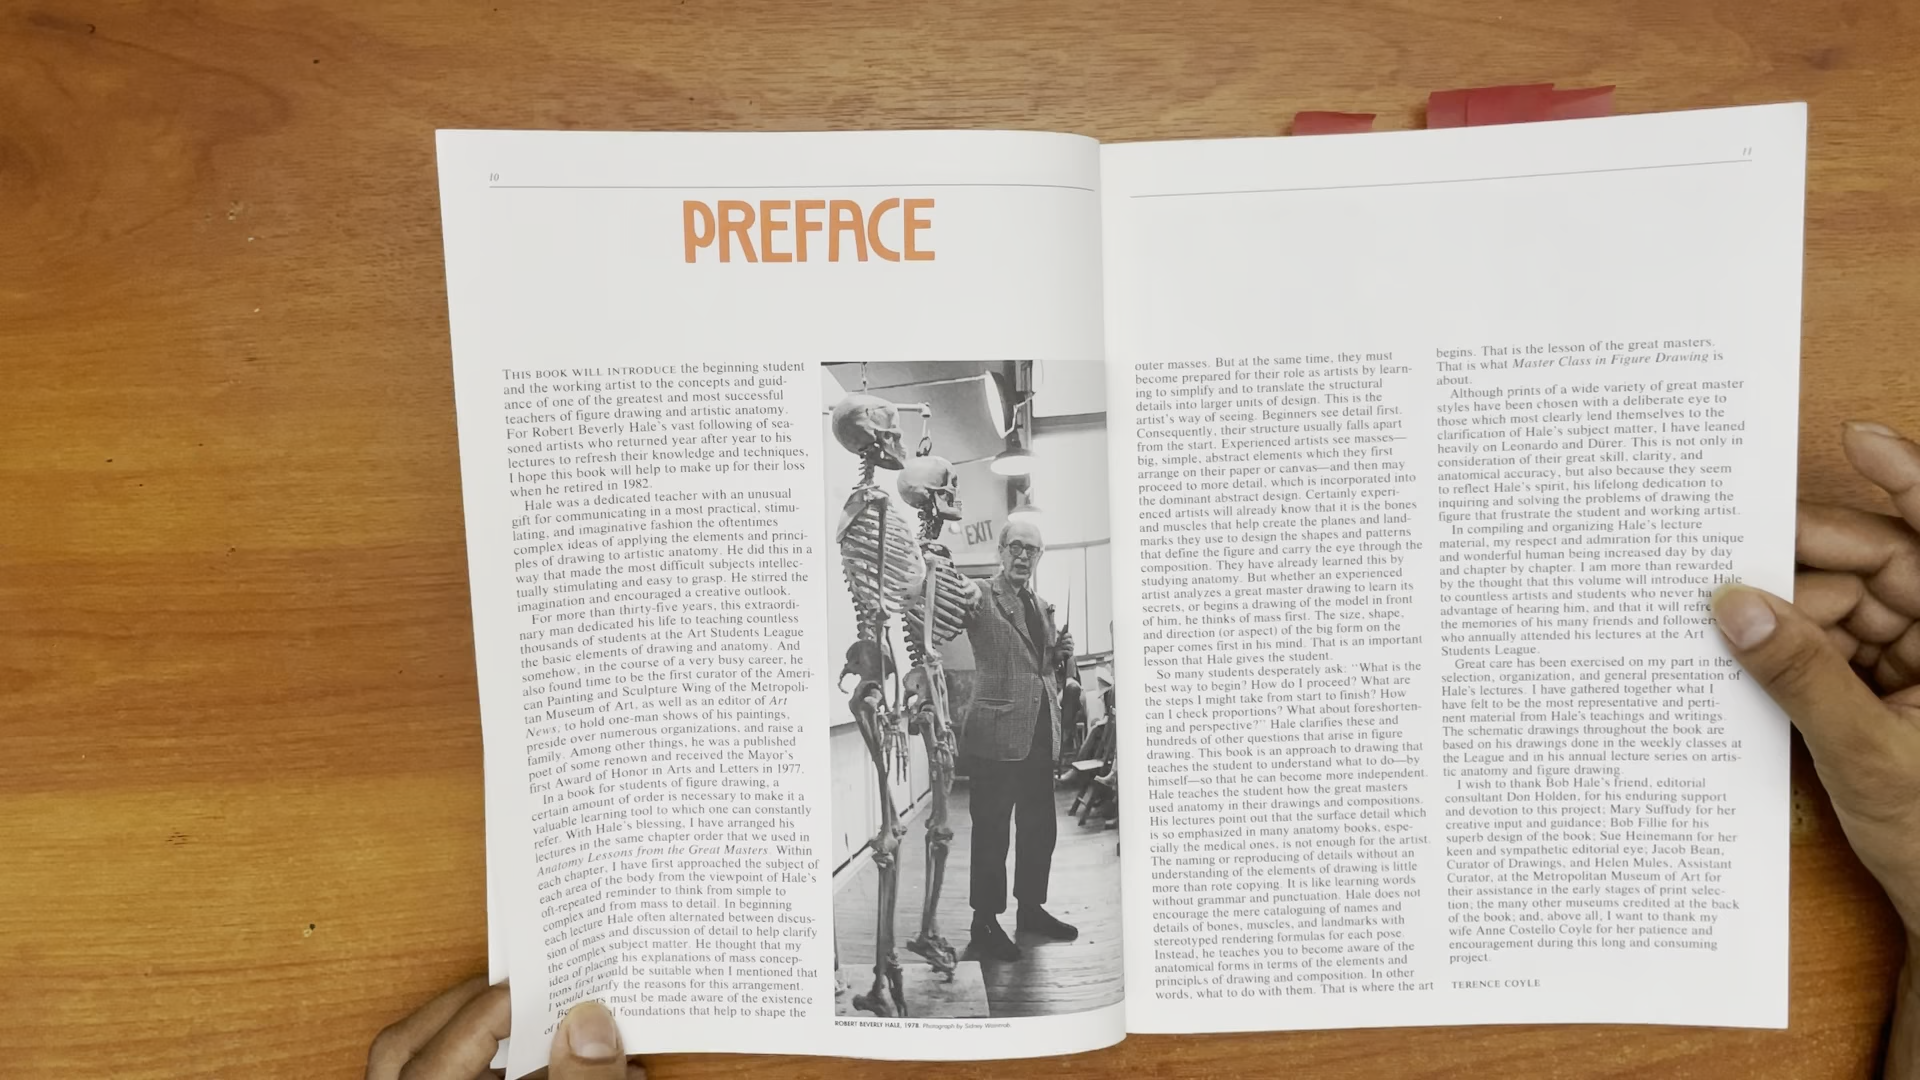 10
PREFACE
THIS BOOK WILL INTRODUCE the beginning student
and the working artist to the concepts and guid-
ance of one of the greatest and most successful
teachers of figure drawing and artistic anatomy.
For Robert Beverly Hale's vast following of sea-
soned artists who returned year after year to his
lectures to refresh their knowledge and techniques,
I hope this book will help to make up for their loss
when he retired in 1982.
Hale was a dedicated teacher with an unusual
gift for communicating in a most practical, stimu-
lating, and imaginative fashion the oftentimes
complex ideas of applying the elements and princi-
ples of drawing to artistic anatomy. He did this in a
way that made the most difficult subjects intellec-
tually stimulating and easy to grasp. He stirred the
imagination and encouraged a creative outlook.
For more than thirty-five years, this extraordi-
nary man dedicated his life to teaching countless
thousands of students at the Art Students League
the basic elements of drawing and anatomy. And
somehow, in the course of a very busy career, he
also found time to be the first curator of the Ameri-
can Painting and Sculpture Wing of the Metropoli-
tan Museum of Art, as well as an editor of Art
News, to hold one-man shows of his paintings,
preside over numerous organizations, and raise a
family. Among other things, he was a published
poet of some renown and received the Mayor's
first Award of Honor in Arts and Letters in 1977.
In a book for students of figure drawing, a
certain amount of order is necessary to make it a
valuable learning tool to which one can constantly
refer. With Hale's blessing, I have arranged his
lectures in the same chapter order that we used in
Anatomy Lessons from the Great Masters. Within
each chapter, I have first approached the subject of
each area of the body from the viewpoint of Hale's
oft-repeated reminder to think from simple to
complex and from mass to detail. In beginning
each lecture Hale often alternated between discus-
sion of mass and discussion of detail to help clarify
the complex subject matter. He thought that my
idea of placing his explanations of mass concep-
tions first would be suitable when I mentioned that
I would clarify the reasons for this arrangement.
must be made aware of the existence
foundations that help to shape the
EXIT
ROBERT BEVERLY HALE, 1978. Photograph by Sidney
11
outer masses. But at the same time, they must
become prepared for their role as artists by learn-
ing to simplify and to translate the structural
details into larger units of design. This is the
artist's way of seeing. Beginners see detail first.
Consequently, their structure usually falls apart
from the start. Experienced artists see masses—
big, simple, abstract elements which they first
arrange on their paper or canvas—and then may
proceed to more detail, which is incorporated into
the dominant abstract design. Certainly experi-
enced artists will already know that it is the bones
and muscles that help create the planes and land-
marks they use to design the shapes and patterns
that define the figure and carry the eye through the
composition. They have already learned this by
studying anatomy. But whether an experienced
artist analyzes a great master drawing to learn its
secrets, or begins a drawing of the model in front
of him, he thinks of mass first. The size, shape,
and direction (or aspect) of the big form on the
paper comes first in his mind. That is an important
lesson that Hale gives the student.
So many students desperately ask: "What is the
best way to begin? How do I proceed? What are
the steps I might take from start to finish? How
can I check proportions? What about foreshorten-
ing and perspective?" Hale clarifies these and
hundreds of other questions that arise in figure
drawing. This book is an approach to drawing that
teaches the student to understand what to do—by
himself—so that he can become more independent.
Hale teaches the student how the great masters
used anatomy in their drawings and compositions.
His lectures point out that the surface detail which
is so emphasized in many anatomy books, espe-
cially the medical ones, is not enough for the artist.
The naming or reproducing of details without an
understanding of the elements of drawing is little
more than rote copying. It is like learning words
without grammar and punctuation. Hale does not
encourage the mere cataloguing of names and
details of bones, muscles, and landmarks with
stereotyped rendering formulas for each pose.
Instead, he teaches you to become aware of the
anatomical forms in terms of the elements and
principles of drawing and composition. In other
words, what to do with them. That is where the art
begins. That is the lesson of the great masters.
That is what Master Class in Figure Drawing is
about.
Although prints of a wide variety of great master
styles have been chosen with a deliberate eye to
those which most clearly lend themselves to the
clarification of Hale's subject matter, I have leaned
heavily on Leonardo and Dürer. This is not only in
consideration of their great skill, clarity, and
anatomical accuracy, but also because they seem
to reflect Hale's spirit, his lifelong dedication to
inquiring and solving the problems of drawing the
figure that frustrate the student and working artist.
In compiling and organizing Hale's lecture
material, my respect and admiration for this unique
and wonderful human being increased day by day
and chapter by chapter. I am more than rewarded
by the thought that this volume will introduce Hale
to countless artists and students who never ha
advantage of hearing him, and that it will refre
the memories of his many friends and follower
who annually attended his lectures at the Art
Students League.
Great care has been exercised on my part in the
selection, organization, and general presentation of
Hale's lectures. I have gathered together what I
have felt to be the most representative and perti-
nent material from Hale's teachings and writings.
The schematic drawings throughout the book are
based on his drawings done in the weekly classes at
the League and in his annual lecture series on artis-
tic anatomy and figure drawing.
I wish to thank Bob Hale's friend, editorial
consultant Don Holden, for his enduring support
and devotion to this project; Mary Suffudy for her
creative input and guidance; Bob Fillie for his
superb design of the book; Sue Heinemann for her
keen and sympathetic editorial eye; Jacob Bean,
Curator of Drawings, and Helen Mules, Assistant
Curator, at the Metropolitan Museum of Art for
their assistance in the early stages of print selec-
tion; the many other museums credited at the back
of the book; and, above all, I want to thank my
wife Anne Costello Coyle for her patience and
encouragement during this long and consuming
project.
TERENCE COYLE